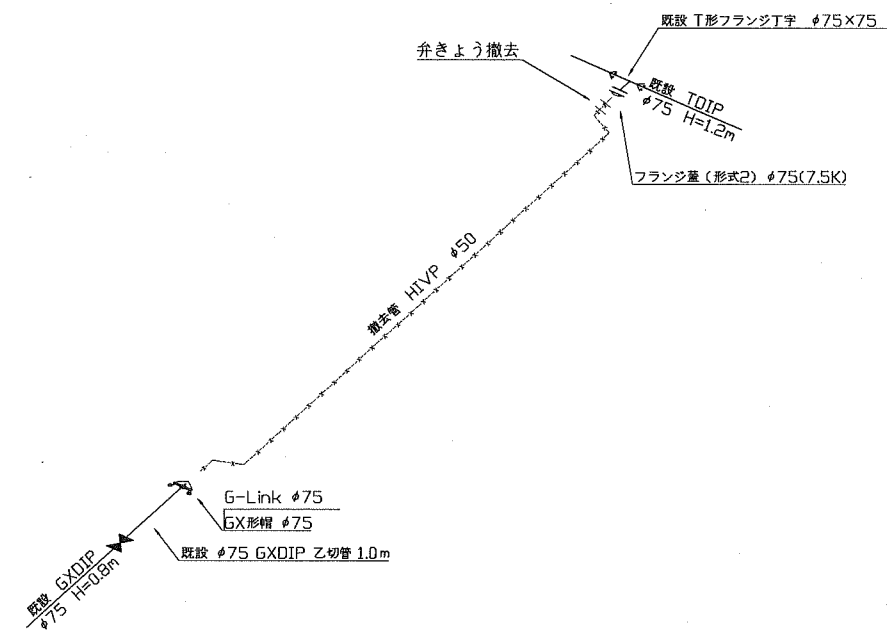 既設 T形フランジ丁字 φ75×75
弁きょう撤去
既設 TDIP
φ75 H=1.2m
フランジ蓋(形式2) φ75(7.5K)
撤去管 HIVP φ50
G-Link φ75
GX形帽 φ75
既設 φ75 GXDIP 乙切管 1.0m
既設 GXDIP
φ75 H=0.8m